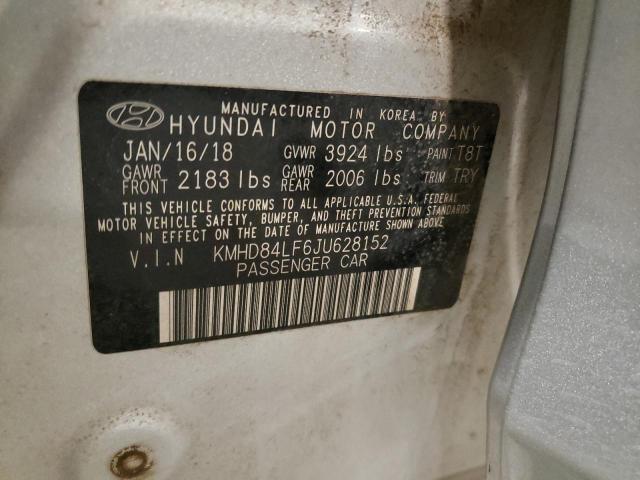 MANUFACTURED IN KOREA BY
HYUNDAI MOTOR COMPANY
JAN/16/18 GVWR 3924 lbs PAINT T8T
GAWR FRONT 2183 lbs GAWR REAR 2006 lbs TRIM TRY
THIS VEHICLE CONFORMS TO ALL APPLICABLE U.S.A. FEDERAL
MOTOR VEHICLE SAFETY, BUMPER, AND THEFT PREVENTION
STANDARDS IN EFFECT ON THE DATE OF MANUFACTURE SHOWN ABOVE.
V.I.N KMHD84LF6JU628152
PASSENGER CAR